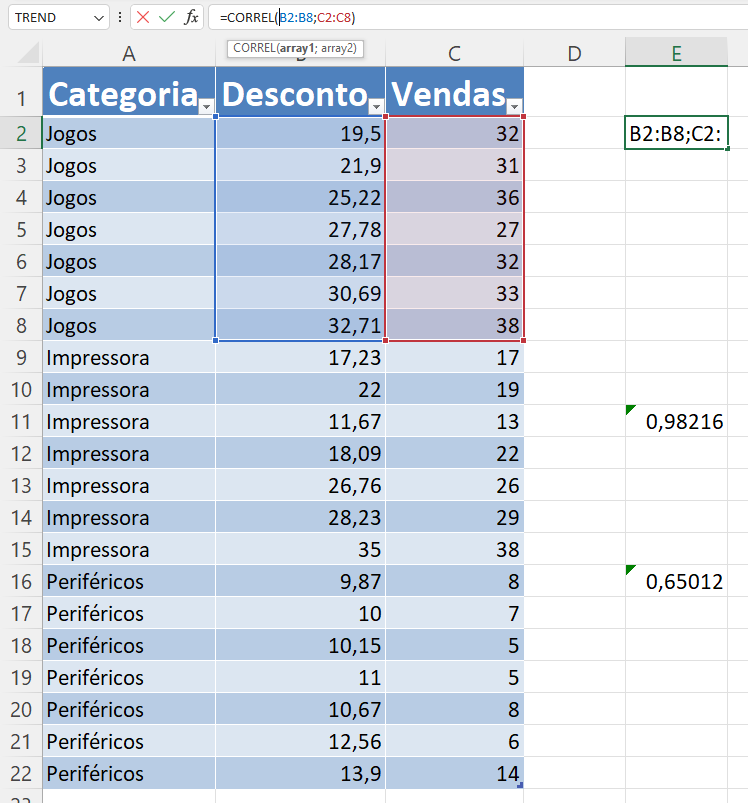 TREND =CORREL(B2:B8;C2:C8)
CORREL(array1; array2)
A C D E
1 Categoria Desconto Vendas
2 Jogos 19,5 32 B2:B8;C2:
3 Jogos 21,9 31
4 Jogos 25,22 36
5 Jogos 27,78 27
6 Jogos 28,17 32
7 Jogos 30,69 33
8 Jogos 32,71 38
9 Impressora 17,23 17
10 Impressora 22 19
11 Impressora 11,67 13 0,98216
12 Impressora 18,09 22
13 Impressora 26,76 26
14 Impressora 28,23 29
15 Impressora 35 38
16 Periféricos 9,87 8 0,65012
17 Periféricos 10 7
18 Periféricos 10,15 5
19 Periféricos 11 5
20 Periféricos 10,67 8
21 Periféricos 12,56 6
22 Periféricos 13,9 14